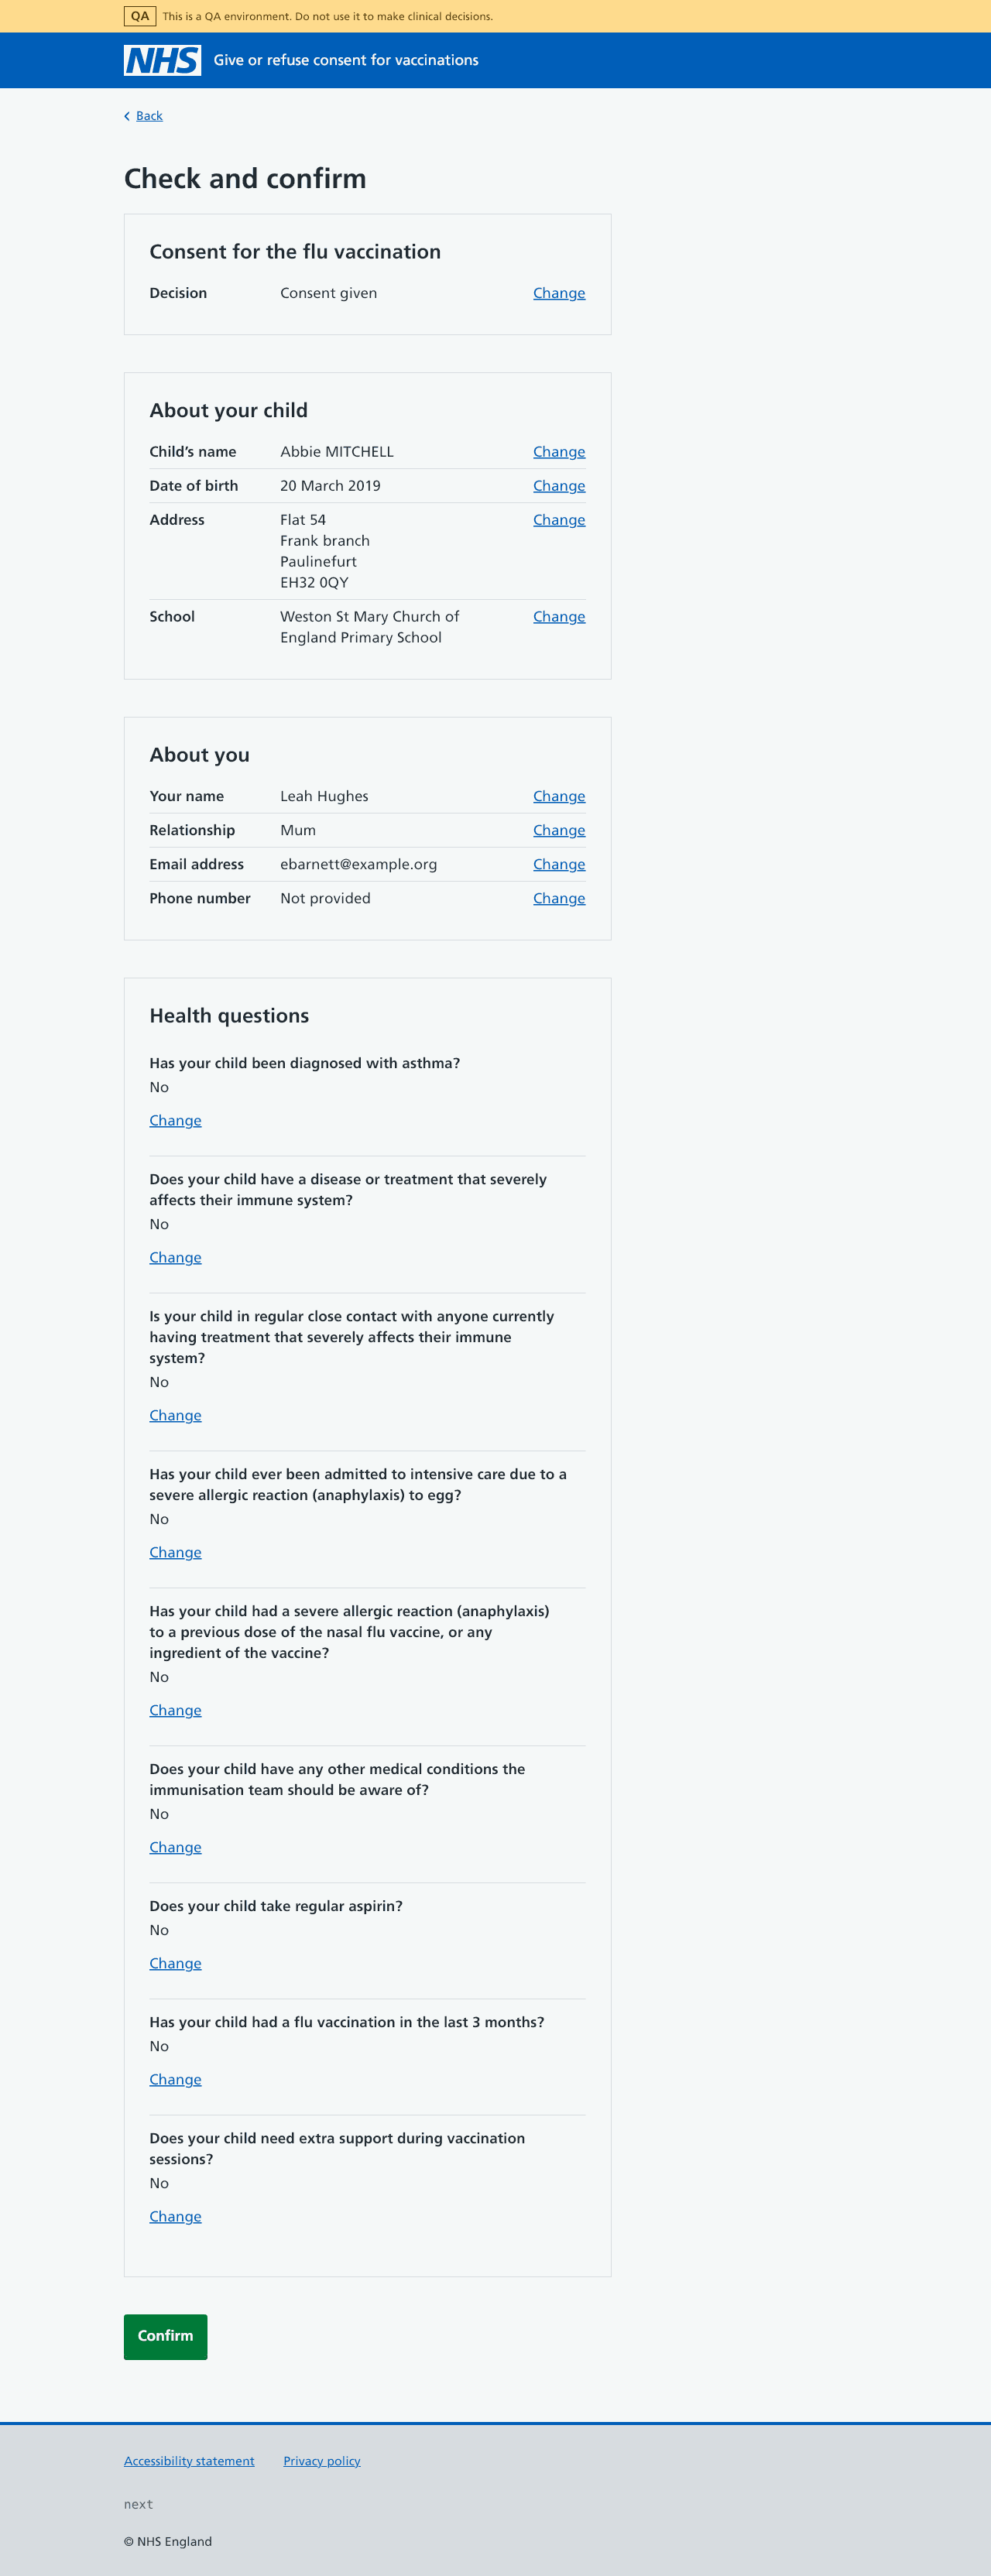 QA This is a QA environment. Do not use it to make clinical decisions.
NHS Give or refuse consent for vaccinations
Back
Check and confirm
Consent for the flu vaccination
Decision Consent given Change
About your child
Child’s name Abbie MITCHELL Change
Date of birth 20 March 2019 Change
Address Flat 54 Change
Frank branch
Paulinefurt
EH32 0QY
School Weston St Mary Church of Change
England Primary School
About you
Your name Leah Hughes Change
Relationship Mum Change
Email address ebarnett@example.org Change
Phone number Not provided Change
Health questions
Has your child been diagnosed with asthma?
No
Change
Does your child have a disease or treatment that severely
affects their immune system?
No
Change
Is your child in regular close contact with anyone currently
having treatment that severely affects their immune
system?
No
Change
Has your child ever been admitted to intensive care due to a
severe allergic reaction (anaphylaxis) to egg?
No
Change
Has your child had a severe allergic reaction (anaphylaxis)
to a previous dose of the nasal flu vaccine, or any
ingredient of the vaccine?
No
Change
Does your child have any other medical conditions the
immunisation team should be aware of?
No
Change
Does your child take regular aspirin?
No
Change
Has your child had a flu vaccination in the last 3 months?
No
Change
Does your child need extra support during vaccination
sessions?
No
Change
Confirm
Accessibility statement Privacy policy
next
© NHS England